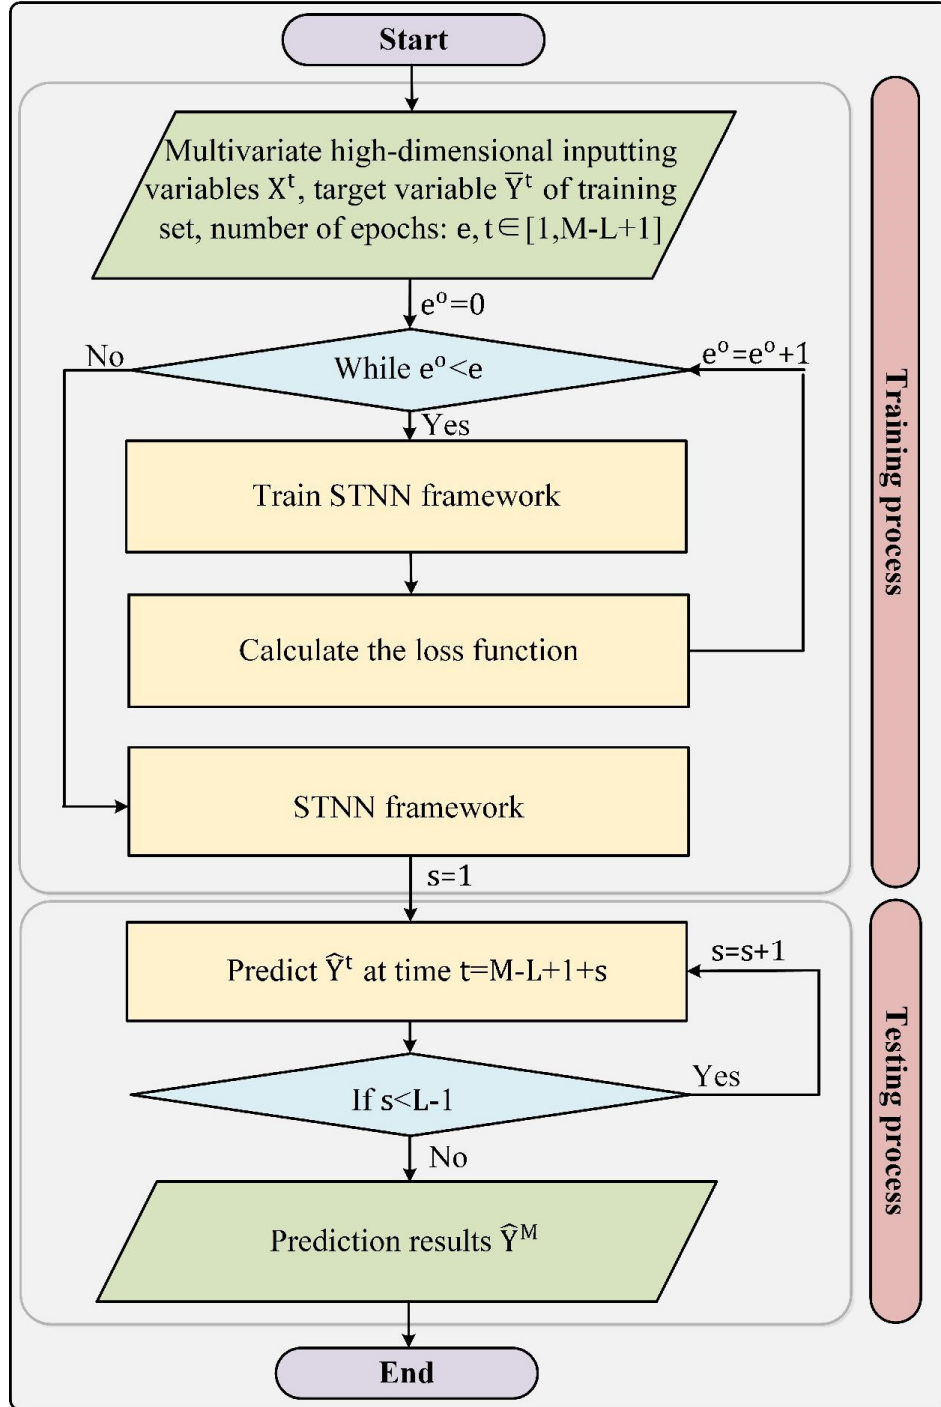 Start
Multivariate high-dimensional inputting
variables Xᵗ, target variable Y̅ᵗ of training
set, number of epochs: e, t∈[1,M-L+1]
eᵒ=0
No
While eᵒ<e
eᵒ=eᵒ+1
Yes
Train STNN framework
Calculate the loss function
STNN framework
s=1
Training process
Predict Ŷᵗ at time t=M-L+1+s
s=s+1
If s<L-1
Yes
No
Prediction results Ŷᴹ
Testing process
End